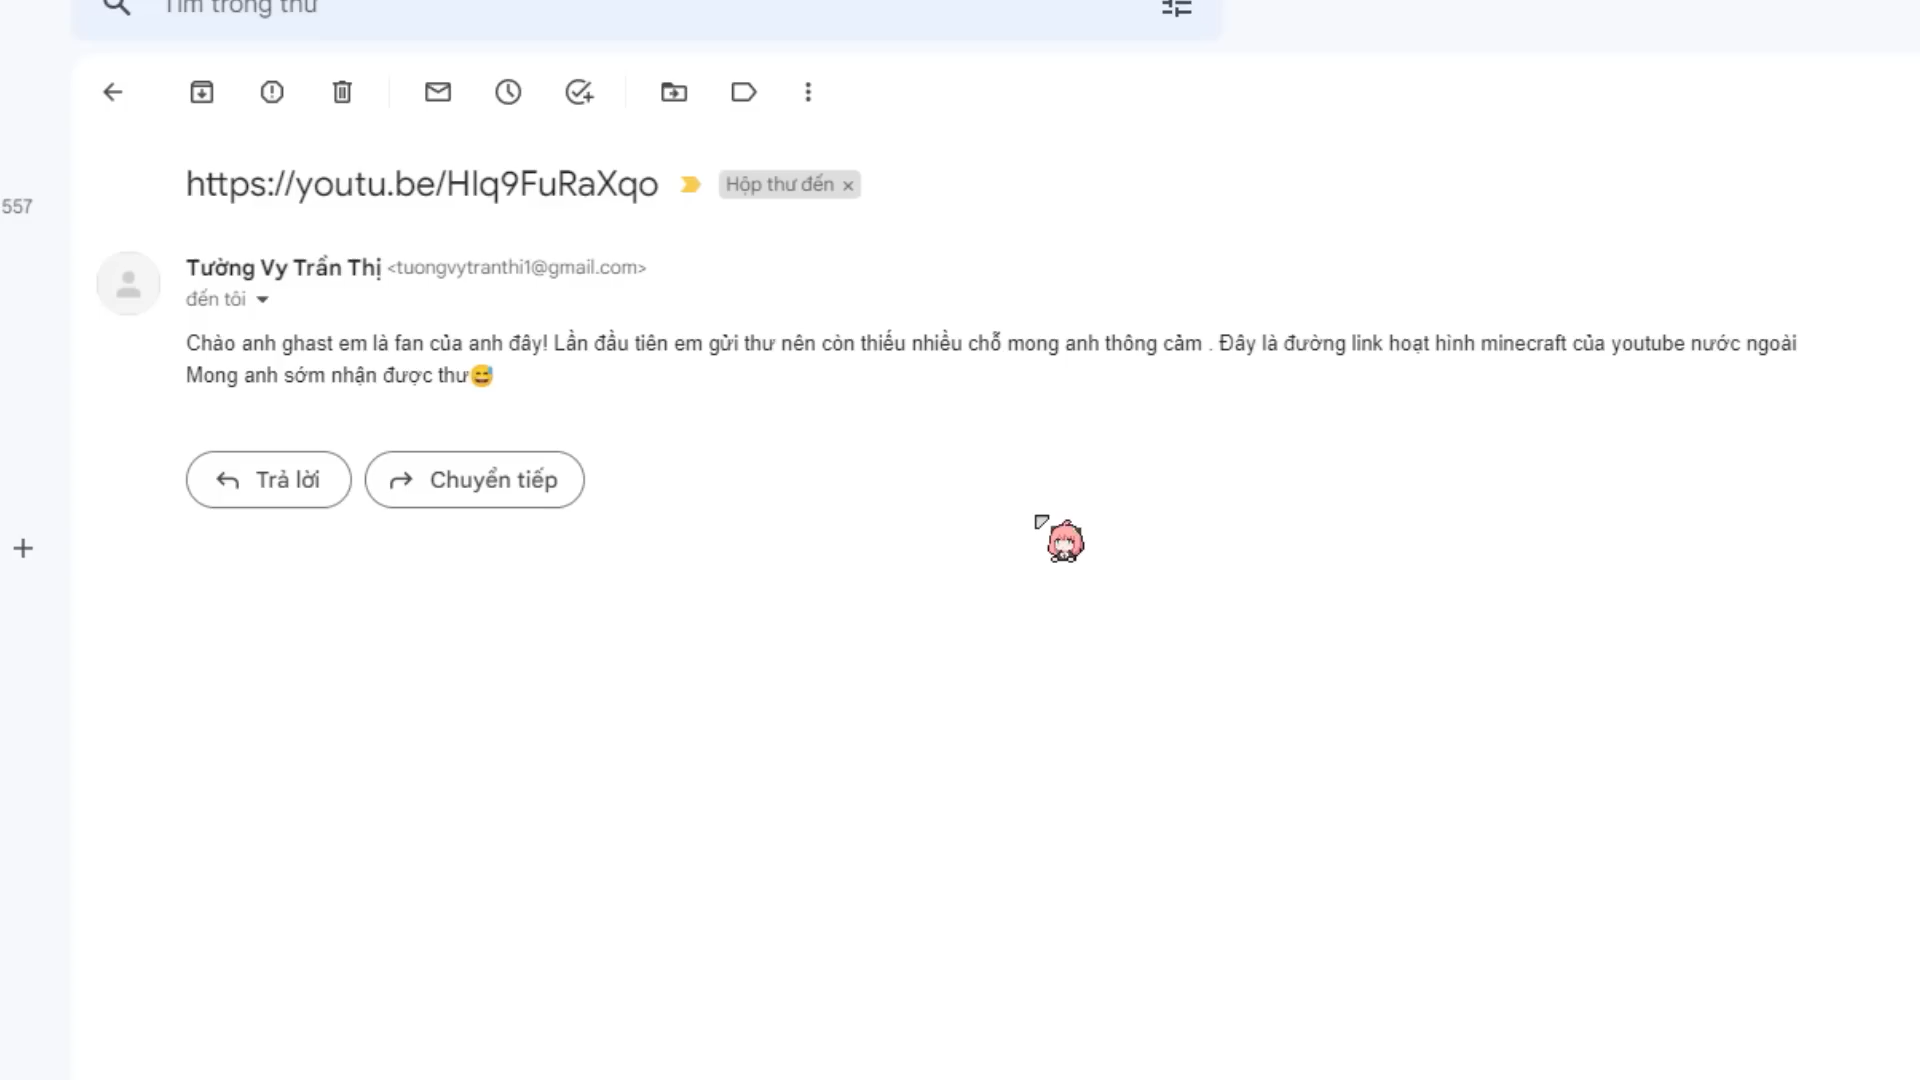 Tìm trong thư
https://youtu.be/HIq9FuRaXqo Hộp thư đến ×
557
Tường Vy Trần Thị <tuongvytranthi1@gmail.com>
đến tôi
Chào anh ghast em là fan của anh đây! Lần đầu tiên em gửi thư nên còn thiếu nhiều chỗ mong anh thông cảm . Đây là đường link hoạt hình minecraft của youtube nước ngoài
Mong anh sớm nhận được thư😅
Trả lời Chuyển tiếp